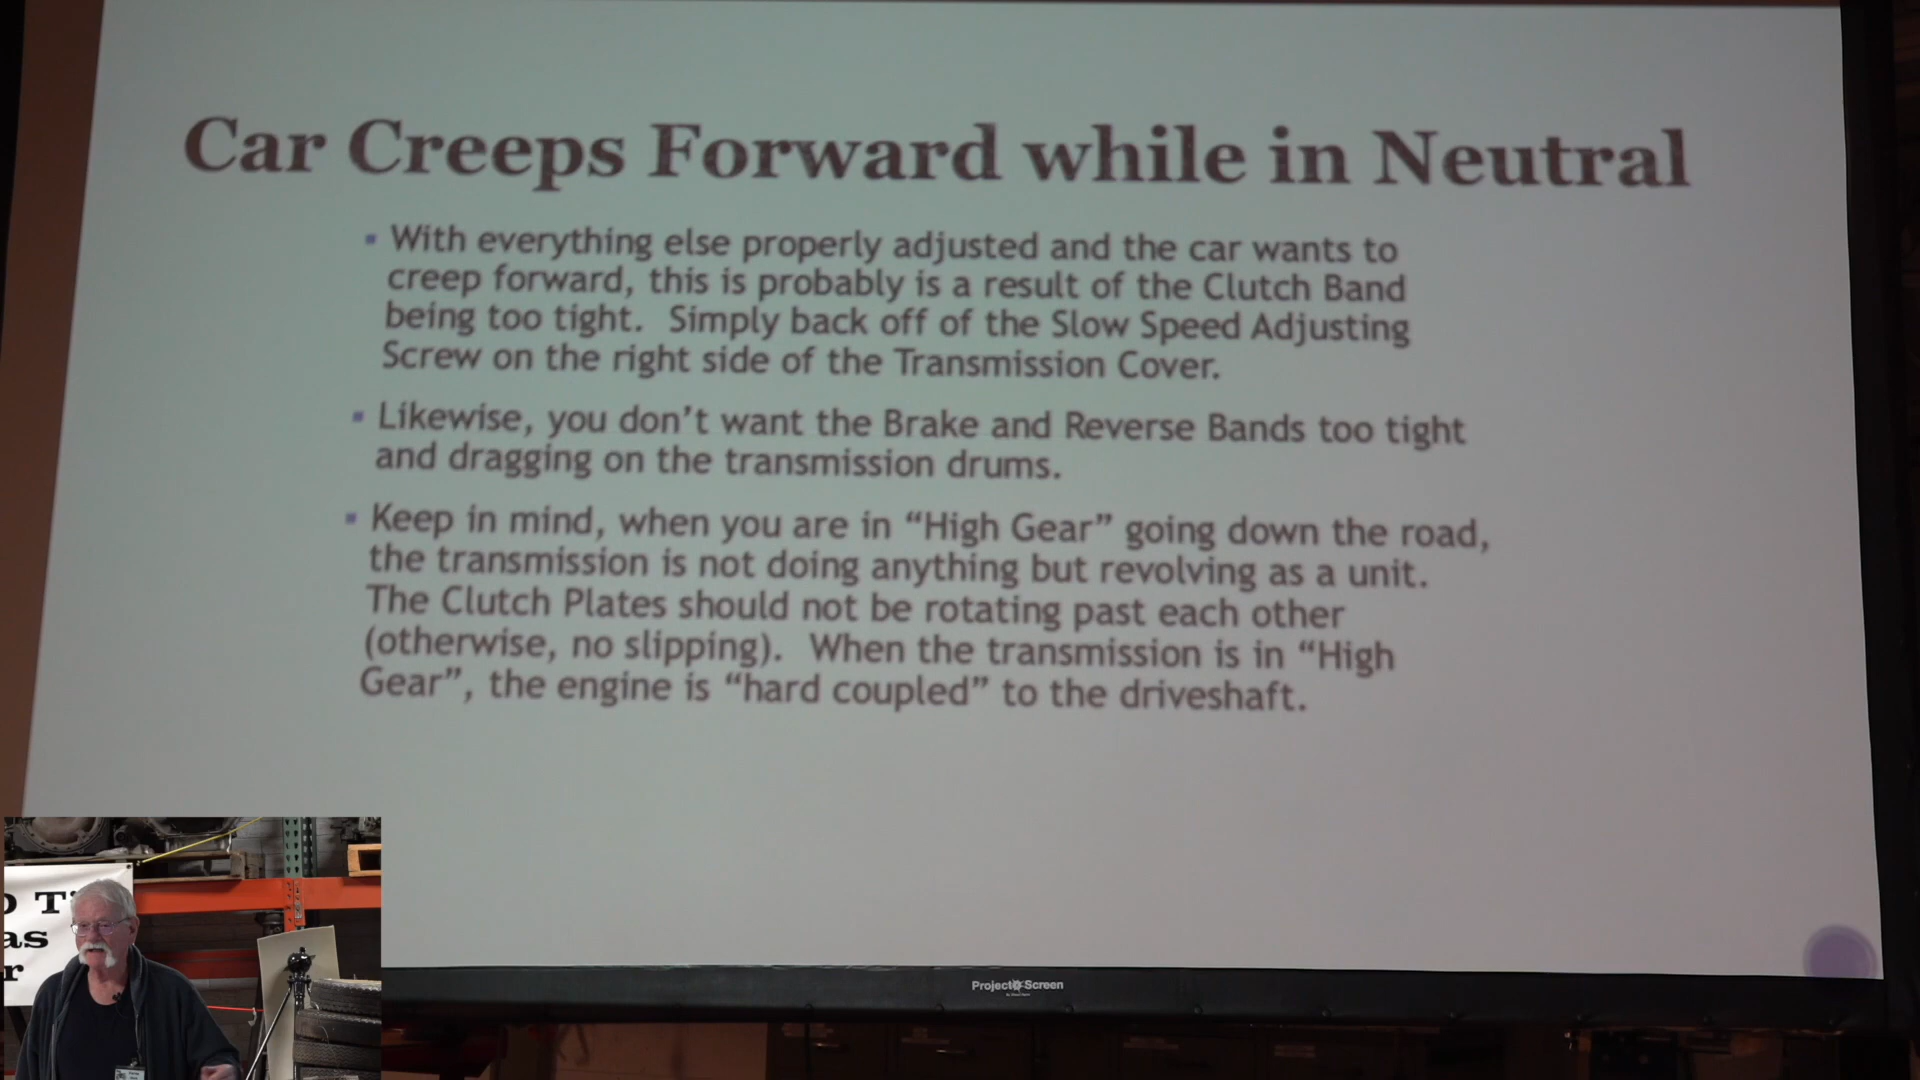 Car Creeps Forward while in Neutral
▪ With everything else properly adjusted and the car wants to
creep forward, this is probably is a result of the Clutch Band
being too tight. Simply back off of the Slow Speed Adjusting
Screw on the right side of the Transmission Cover.
▪ Likewise, you don’t want the Brake and Reverse Bands too tight
and dragging on the transmission drums.
▪ Keep in mind, when you are in “High Gear” going down the road,
the transmission is not doing anything but revolving as a unit.
The Clutch Plates should not be rotating past each other
(otherwise, no slipping). When the transmission is in “High
Gear”, the engine is “hard coupled” to the driveshaft.
Project Screen